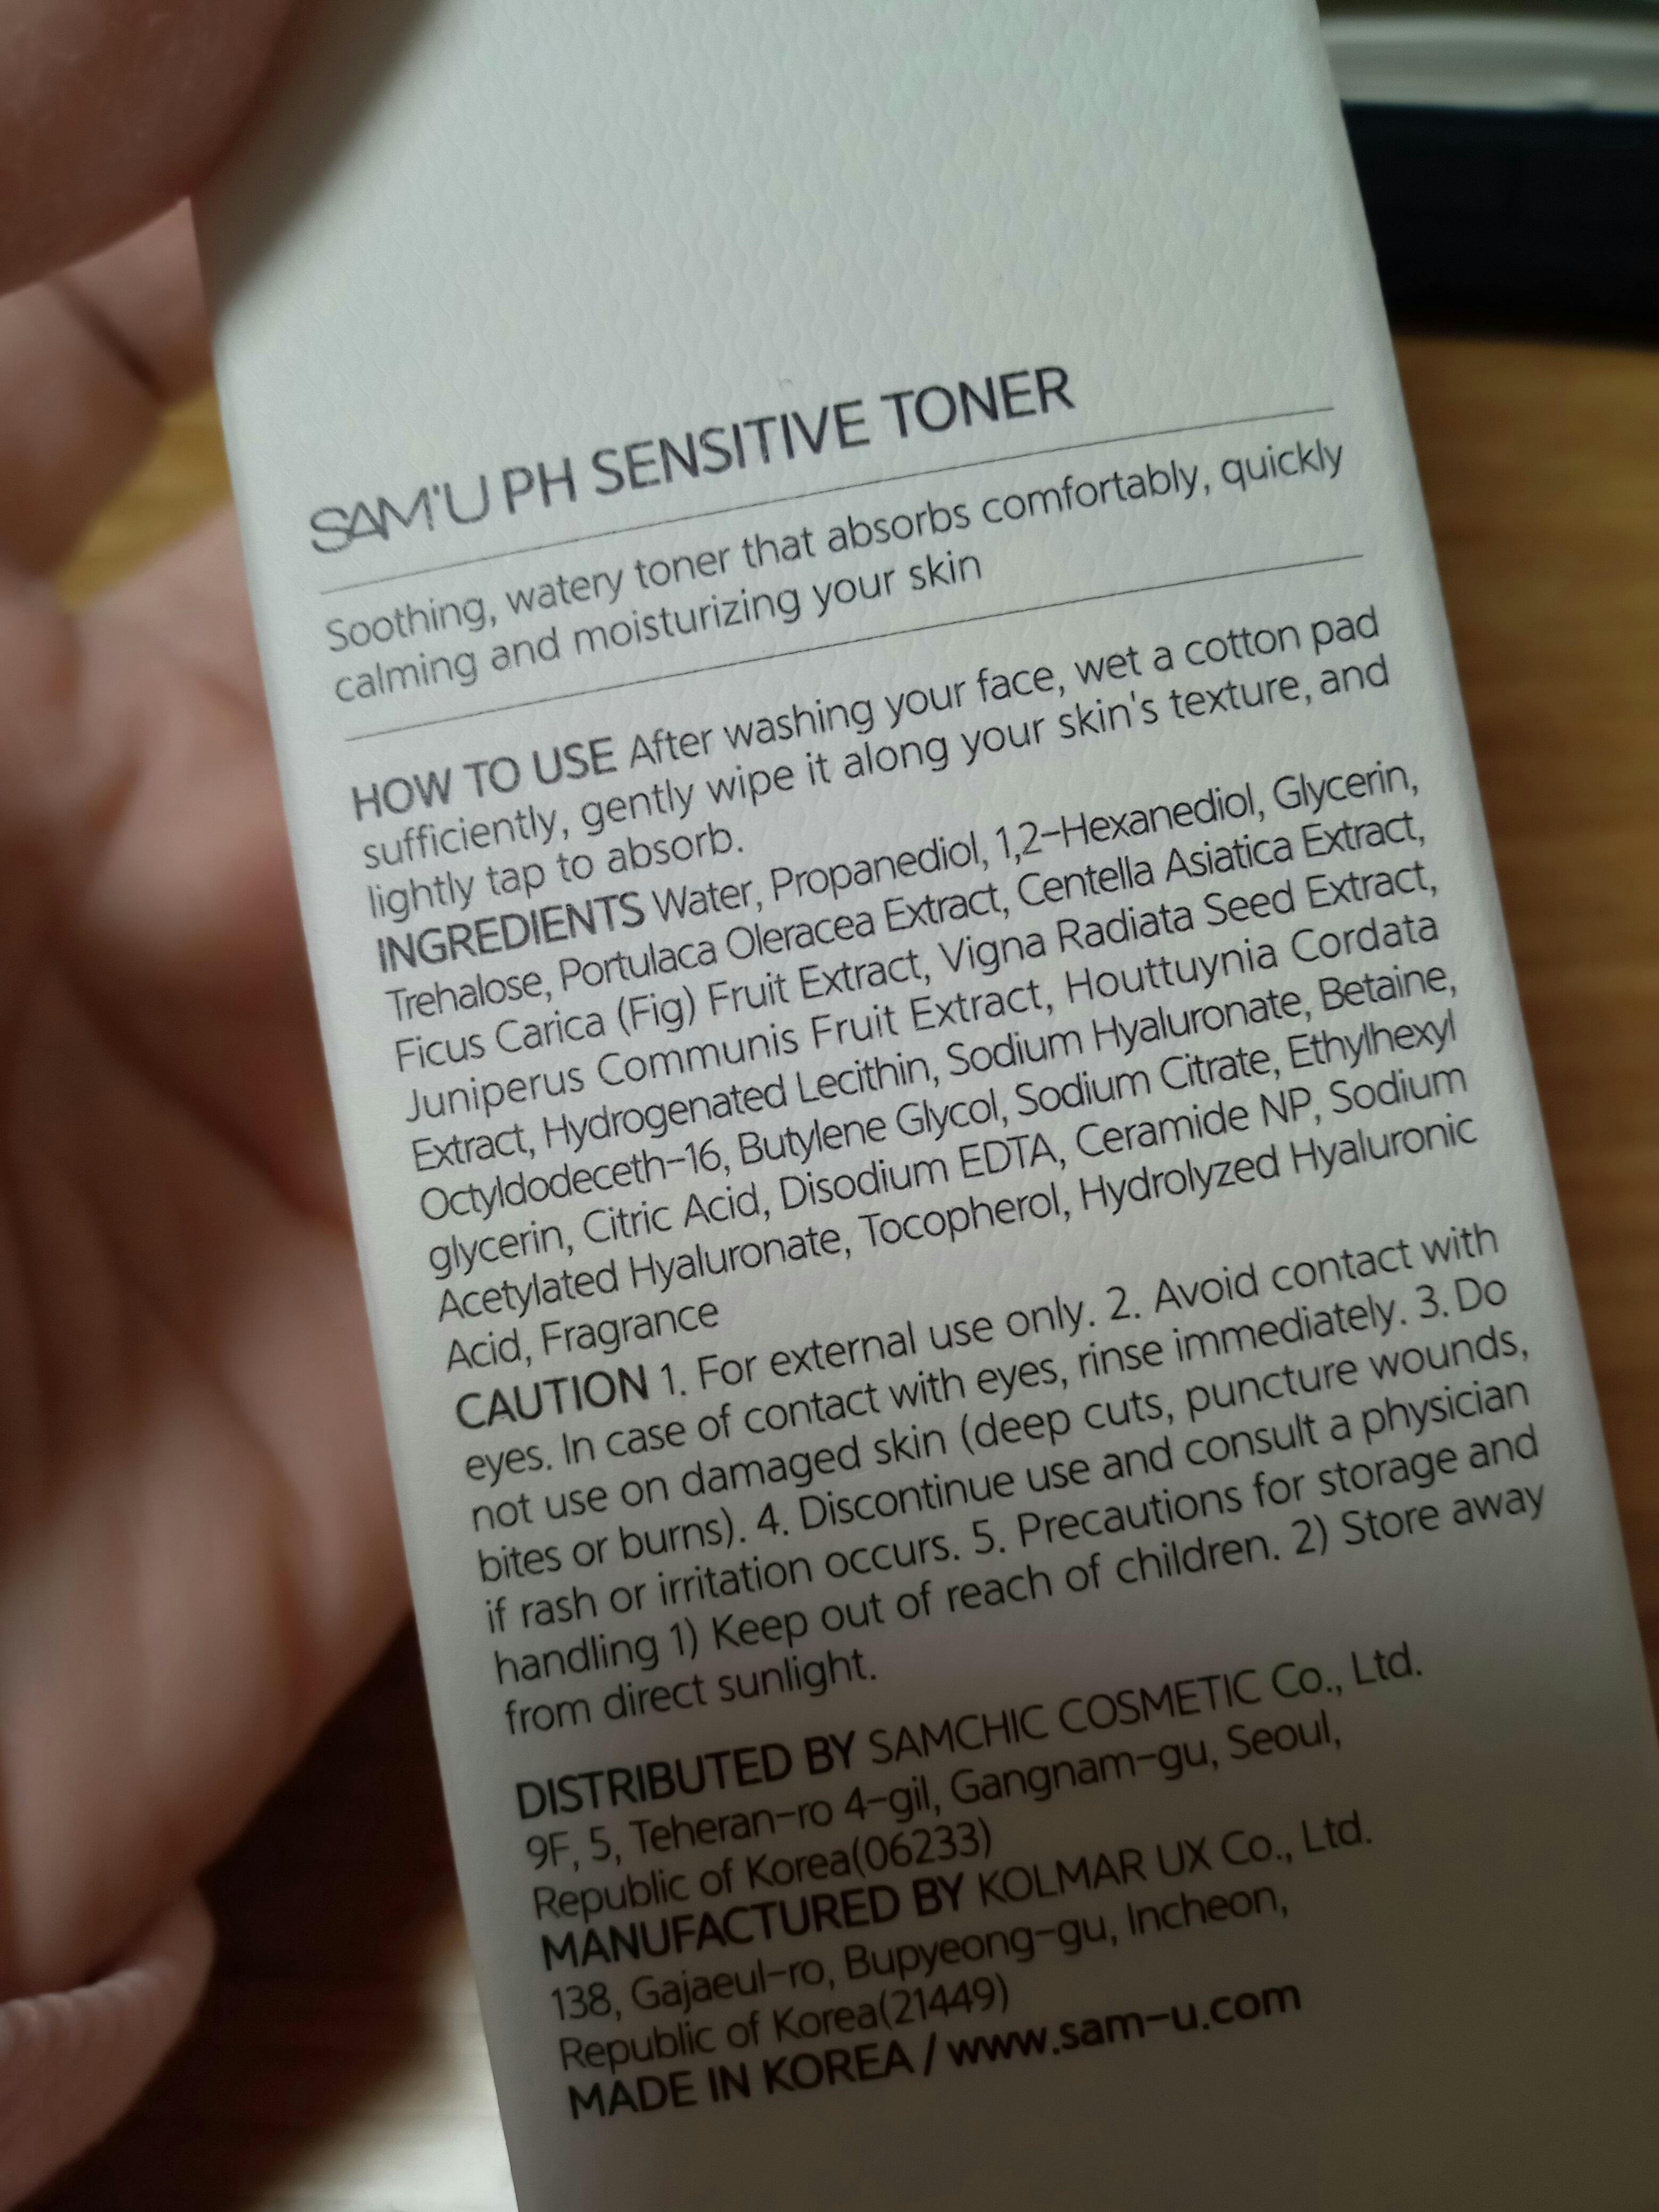 SAM'U PH SENSITIVE TONER
Soothing, watery toner that absorbs comfortably, quickly
calming and moisturizing your skin
HOW TO USE After washing your face, wet a cotton pad
sufficiently, gently wipe it along your skin's texture, and
lightly tap to absorb.
INGREDIENTS Water, Propanediol, 1,2-Hexanediol, Glycerin,
Trehalose, Portulaca Oleracea Extract, Centella Asiatica Extract,
Ficus Carica (Fig) Fruit Extract, Vigna Radiata Seed Extract,
Juniperus Communis Fruit Extract, Houttuynia Cordata
Extract, Hydrogenated Lecithin, Sodium Hyaluronate, Betaine,
Octyldodeceth-16, Butylene Glycol, Sodium Citrate, Ethylhexyl
glycerin, Citric Acid, Disodium EDTA, Ceramide NP, Sodium
Acetylated Hyaluronate, Tocopherol, Hydrolyzed Hyaluronic
Acid, Fragrance
CAUTION 1. For external use only. 2. Avoid contact with
eyes. In case of contact with eyes, rinse immediately. 3. Do
not use on damaged skin (deep cuts, puncture wounds,
bites or burns). 4. Discontinue use and consult a physician
if rash or irritation occurs. 5. Precautions for storage and
handling 1) Keep out of reach of children. 2) Store away
from direct sunlight.
DISTRIBUTED BY SAMCHIC COSMETIC Co., Ltd.
9F, 5, Teheran-ro 4-gil, Gangnam-gu, Seoul,
Republic of Korea(06233)
MANUFACTURED BY KOLMAR UX Co., Ltd.
138, Gajaeul-ro, Bupyeong-gu, Incheon,
Republic of Korea(21449)
MADE IN KOREA / www.sam-u.com